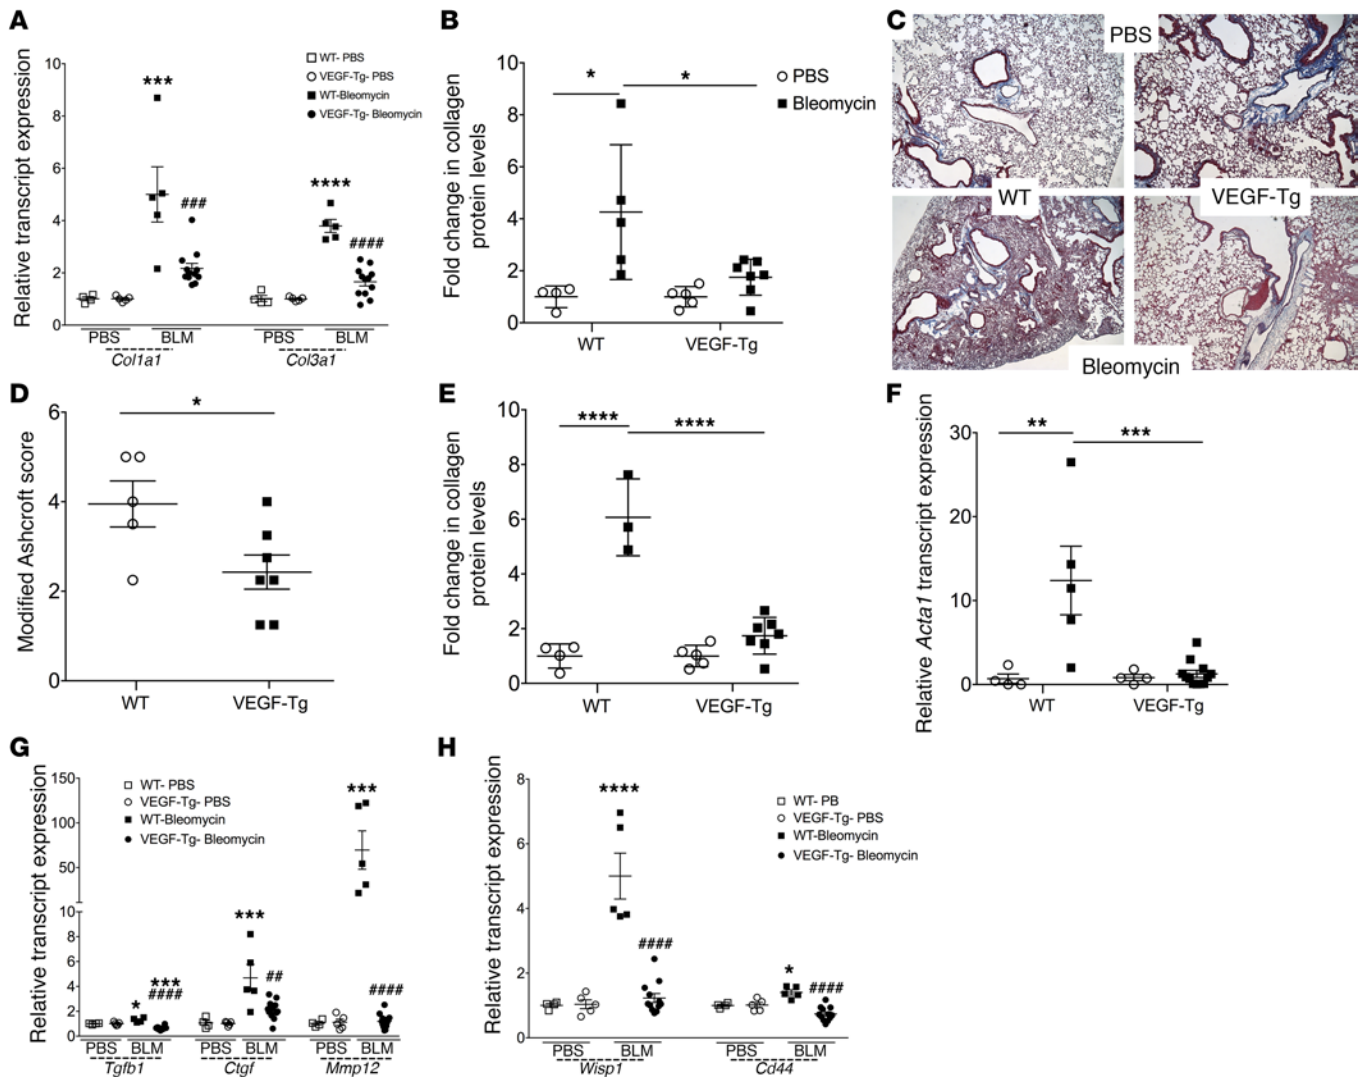 A
Relative transcript expression
10
8
6
4
2
0
***
###
****
####
WT- PBS
VEGF-Tg- PBS
WT-Bleomycin
VEGF-Tg- Bleomycin
PBS BLM PBS BLM
Col1a1 Col3a1
B
Fold change in collagen
protein levels
10
8
6
4
2
0
* *
PBS
Bleomycin
WT VEGF-Tg
C
PBS
WT VEGF-Tg
Bleomycin
D
Modified Ashcroft score
6
4
2
0
*
WT VEGF-Tg
E
Fold change in collagen
protein levels
10
8
6
4
2
0
**** ****
WT VEGF-Tg
F
Relative Acta1 transcript expression
30
20
10
0
** ***
WT VEGF-Tg
G
Relative transcript expression
150
100
50
10
8
6
4
2
0
WT- PBS
VEGF-Tg- PBS
WT-Bleomycin
VEGF-Tg- Bleomycin
*
***
####
***
##
***
####
PBS BLM PBS BLM PBS BLM
Tgfb1 Ctgf Mmp12
H
Relative transcript expression
8
6
4
2
0
****
####
*
####
WT- PB
VEGF-Tg- PBS
WT-Bleomycin
VEGF-Tg- Bleomycin
PBS BLM PBS BLM
Wisp1 Cd44